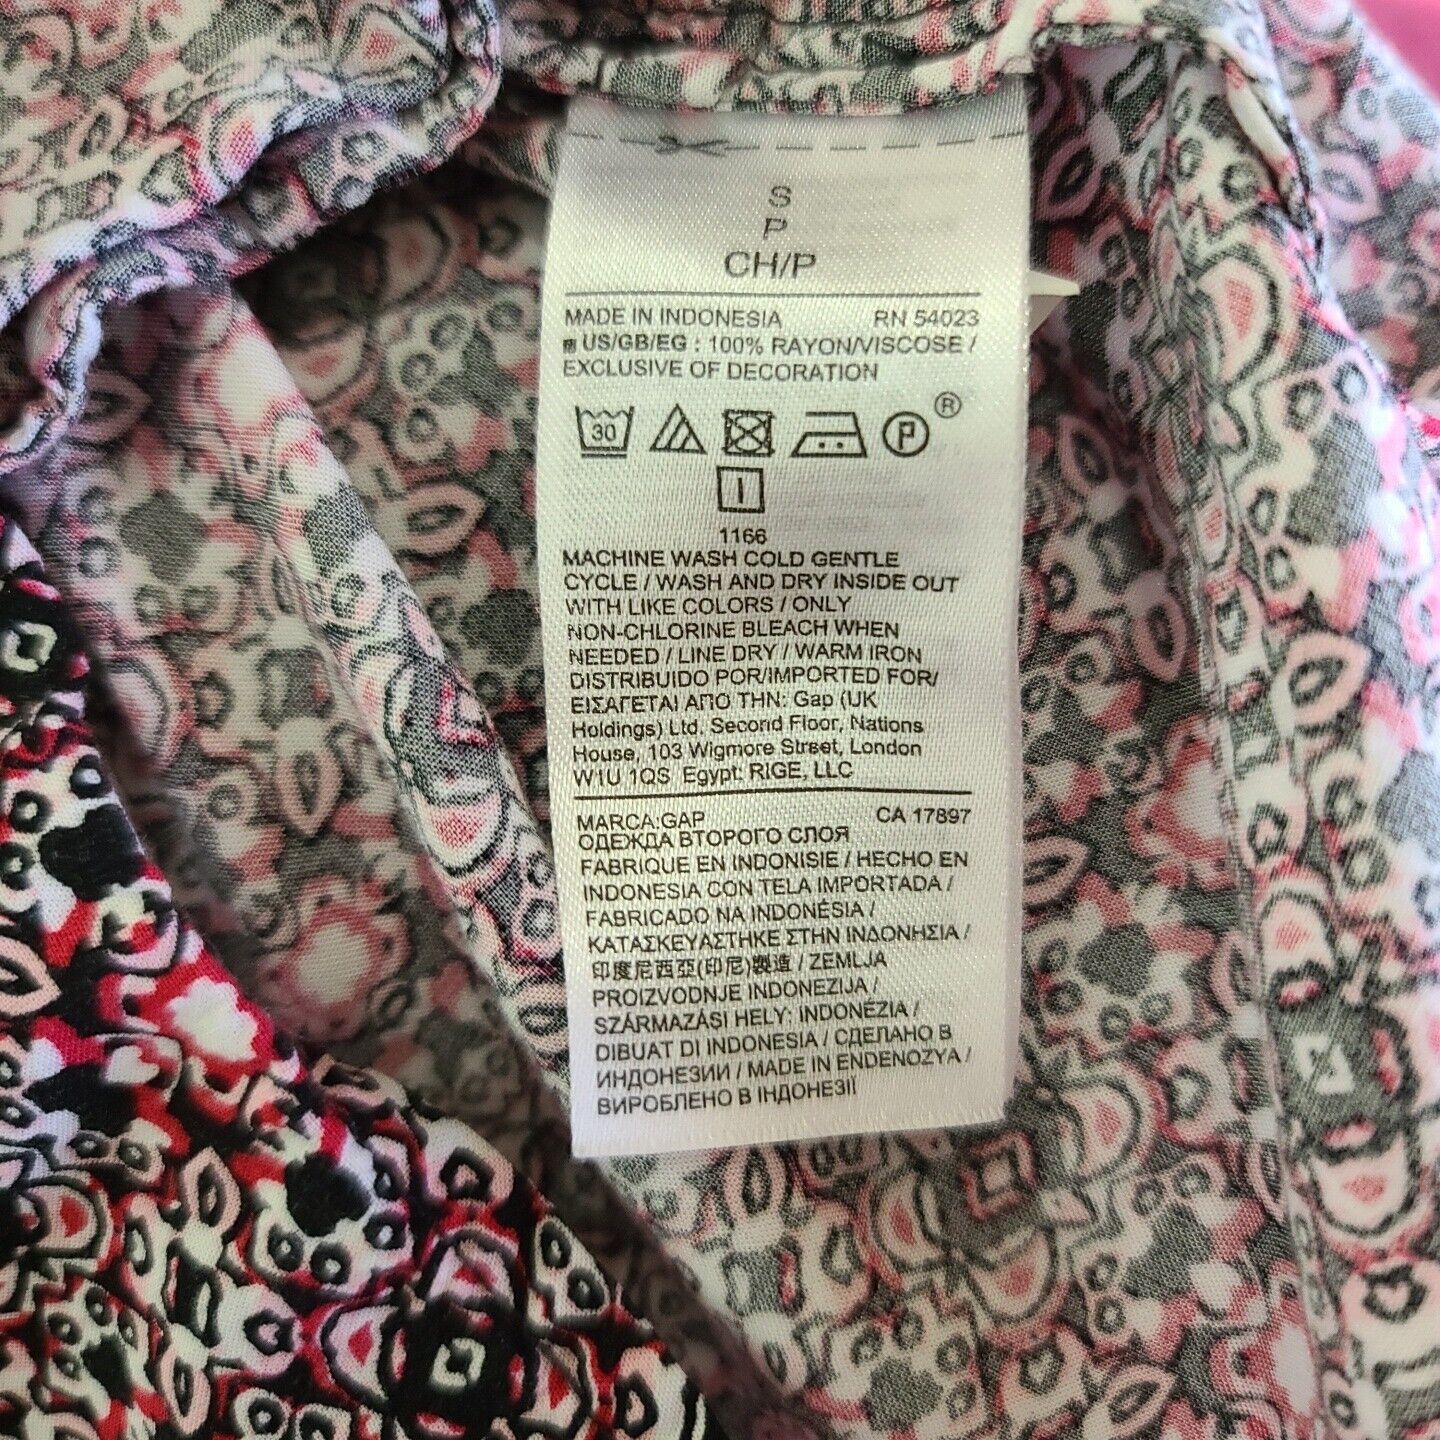 S
P
CH/P
MADE IN INDONESIA RN 54023
US/GB/EG : 100% RAYON/VISCOSE /
EXCLUSIVE OF DECORATION
30 P ®
I
1166
MACHINE WASH COLD GENTLE
CYCLE / WASH AND DRY INSIDE OUT
WITH LIKE COLORS / ONLY
NON-CHLORINE BLEACH WHEN
NEEDED / LINE DRY / WARM IRON
DISTRIBUIDO POR/IMPORTED FOR/
ΕΙΣΑΓΕΤΑΙ ΑΠΟ ΤΗΝ: Gap (UK
Holdings) Ltd, Second Floor, Nations
House, 103 Wigmore Street, London
W1U 1QS Egypt: RIGE, LLC
MARCA:GAP CA 17897
ОДЕЖДА ВТОРОГО СЛОЯ
FABRIQUE EN INDONISIE / HECHO EN
INDONESIA CON TELA IMPORTADA /
FABRICADO NA INDONÉSIA /
ΚΑΤΑΣΚΕΥΑΣΤΗΚΕ ΣΤΗΝ ΙΝΔΟΝΗΣΙΑ /
印度尼西亞(印尼)製造 / ZEMLJA
PROIZVODNJE INDONEZIJA /
SZÁRMAZÁSI HELY: INDONÉZIA /
DIBUAT DI INDONESIA / СДЕЛАНО В
ИНДОНЕЗИИ / MADE IN ENDENOZYA /
ВИРОБЛЕНО В ІНДОНЕЗІЇ